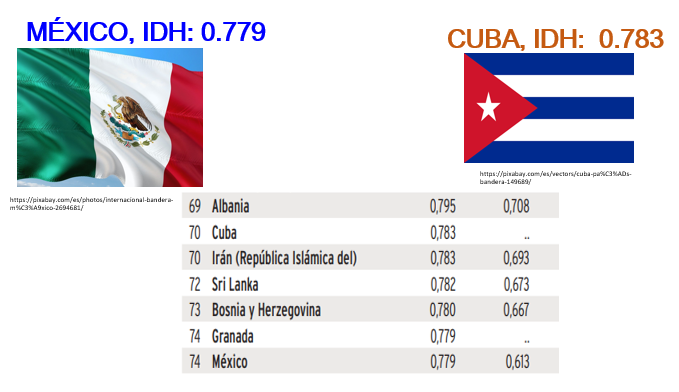 MÉXICO, IDH: 0.779
CUBA, IDH: 0.783
https://pixabay.com/es/vectors/cuba-pa%C3%ADs-
bandera-149689/
https://pixabay.com/es/photos/internacional-bandera-
m%C3%A9xico-2694681/
69 Albania 0,795 0,708
70 Cuba 0,783 ..
70 Irán (República Islámica del) 0,783 0,693
72 Sri Lanka 0,782 0,673
73 Bosnia y Herzegovina 0,780 0,667
74 Granada 0,779 ..
74 México 0,779 0,613